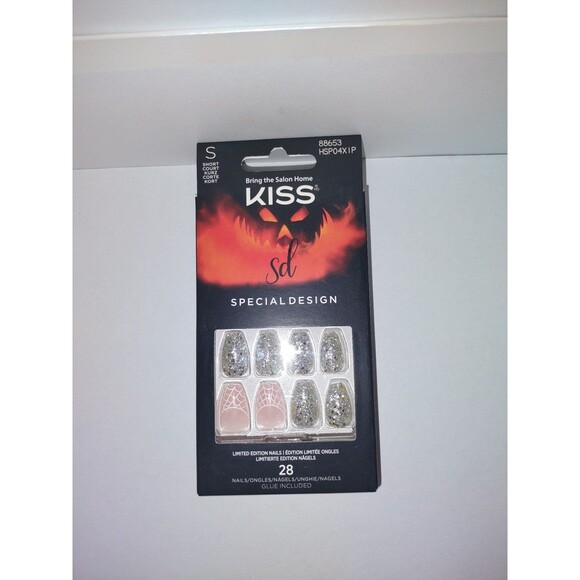 S
SHORT
COURT
KURZ
CORTE
KORT
88653
HSP04X1P
Bring the Salon Home
KISS®
sd
SPECIAL DESIGN
LIMITED EDITION NAILS | ÉDITION LIMITÉE ONGLES
LIMITIERTE EDITION NÄGELS
28
NAILS/ONGLES/NÄGELS/UNGHIE/NAGELS
GLUE INCLUDED